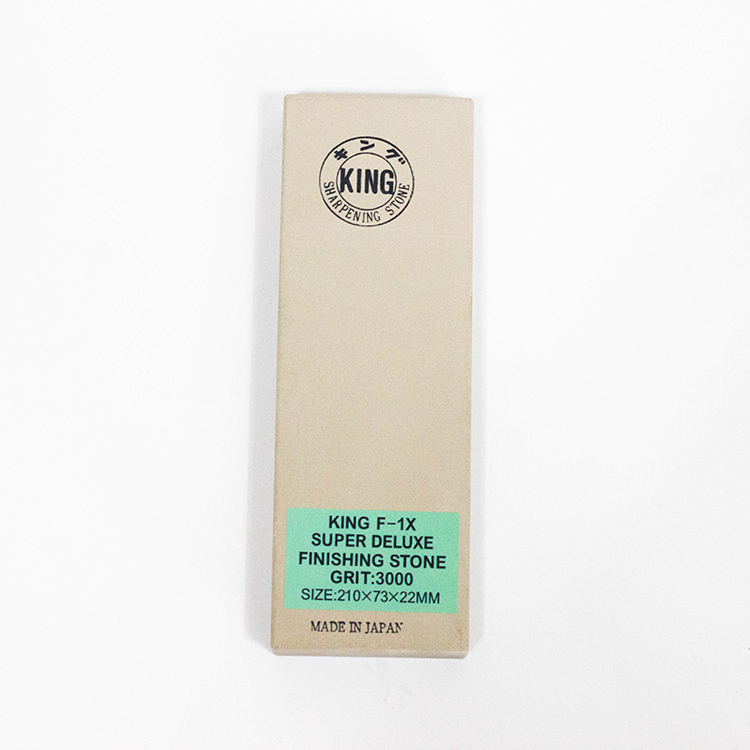 キング
KING
SHARPENING STONE
KING F-1X
SUPER DELUXE
FINISHING STONE
GRIT:3000
SIZE:210×73×22MM
MADE IN JAPAN